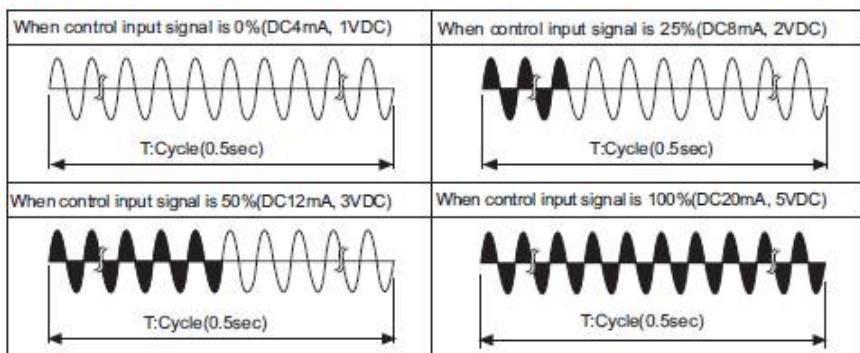 When control input signal is 0%(DC4mA, 1VDC)
T:Cycle(0.5sec)
When control input signal is 25%(DC8mA, 2VDC)
T:Cycle(0.5sec)
When control input signal is 50%(DC12mA, 3VDC)
T:Cycle(0.5sec)
When control input signal is 100%(DC20mA, 5VDC)
T:Cycle(0.5sec)